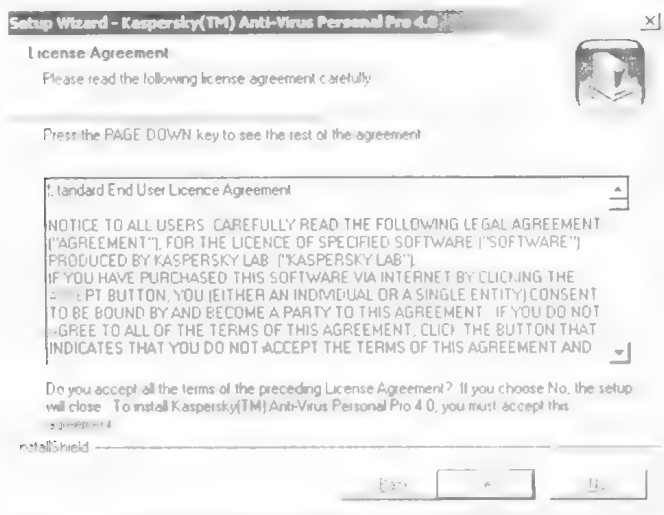 Setup Wizard - Kaspersky(TM) Anti-Virus Personal Pro 4.0
License Agreement
Please read the following license agreement carefully
Press the PAGE DOWN key to see the rest of the agreement
Standard End User Licence Agreement
NOTICE TO ALL USERS CAREFULLY READ THE FOLLOWING LEGAL AGREEMENT
("AGREEMENT"), FOR THE LICENCE OF SPECIFIED SOFTWARE ("SOFTWARE")
PRODUCED BY KASPERSKY LAB ("KASPERSKY LAB")
IF YOU HAVE PURCHASED THIS SOFTWARE VIA INTERNET BY CLICKING THE
ACCEPT BUTTON, YOU (EITHER AN INDIVIDUAL OR A SINGLE ENTITY) CONSENT
TO BE BOUND BY AND BECOME A PARTY TO THIS AGREEMENT IF YOU DO NOT
AGREE TO ALL OF THE TERMS OF THIS AGREEMENT, CLICK THE BUTTON THAT
INDICATES THAT YOU DO NOT ACCEPT THE TERMS OF THIS AGREEMENT AND
Do you accept all the terms of the preceding License Agreement? If you choose No, the setup
will close To install Kaspersky(TM) Anti-Virus Personal Pro 4.0, you must accept this
agreement
InstallShield
Back